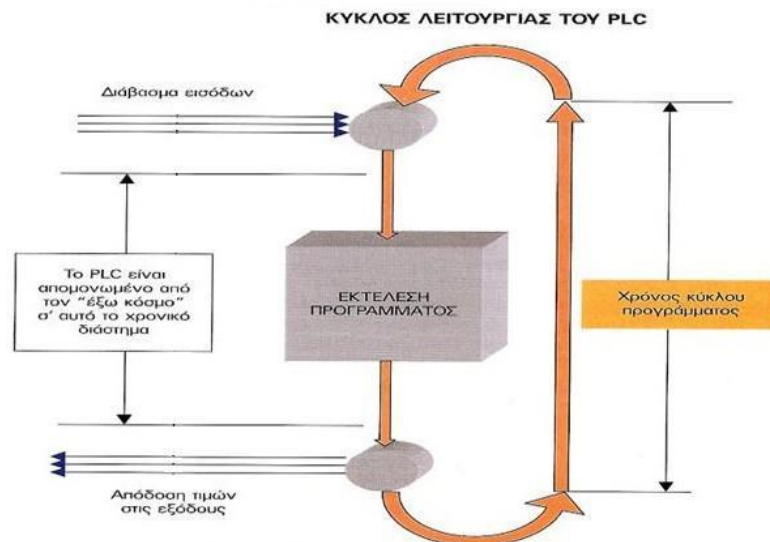 ΚΥΚΛΟΣ ΛΕΙΤΟΥΡΓΙΑΣ ΤΟΥ PLC
Διάβασμα εισόδων
Το PLC είναι
απομονωμένο από
τον "έξω κόσμο"
σ' αυτό το χρονικό
διάστημα
ΕΚΤΕΛΕΣΗ
ΠΡΟΓΡΑΜΜΑΤΟΣ
Χρόνος κύκλου
προγράμματος
Απόδοση τιμών
στις εξόδους